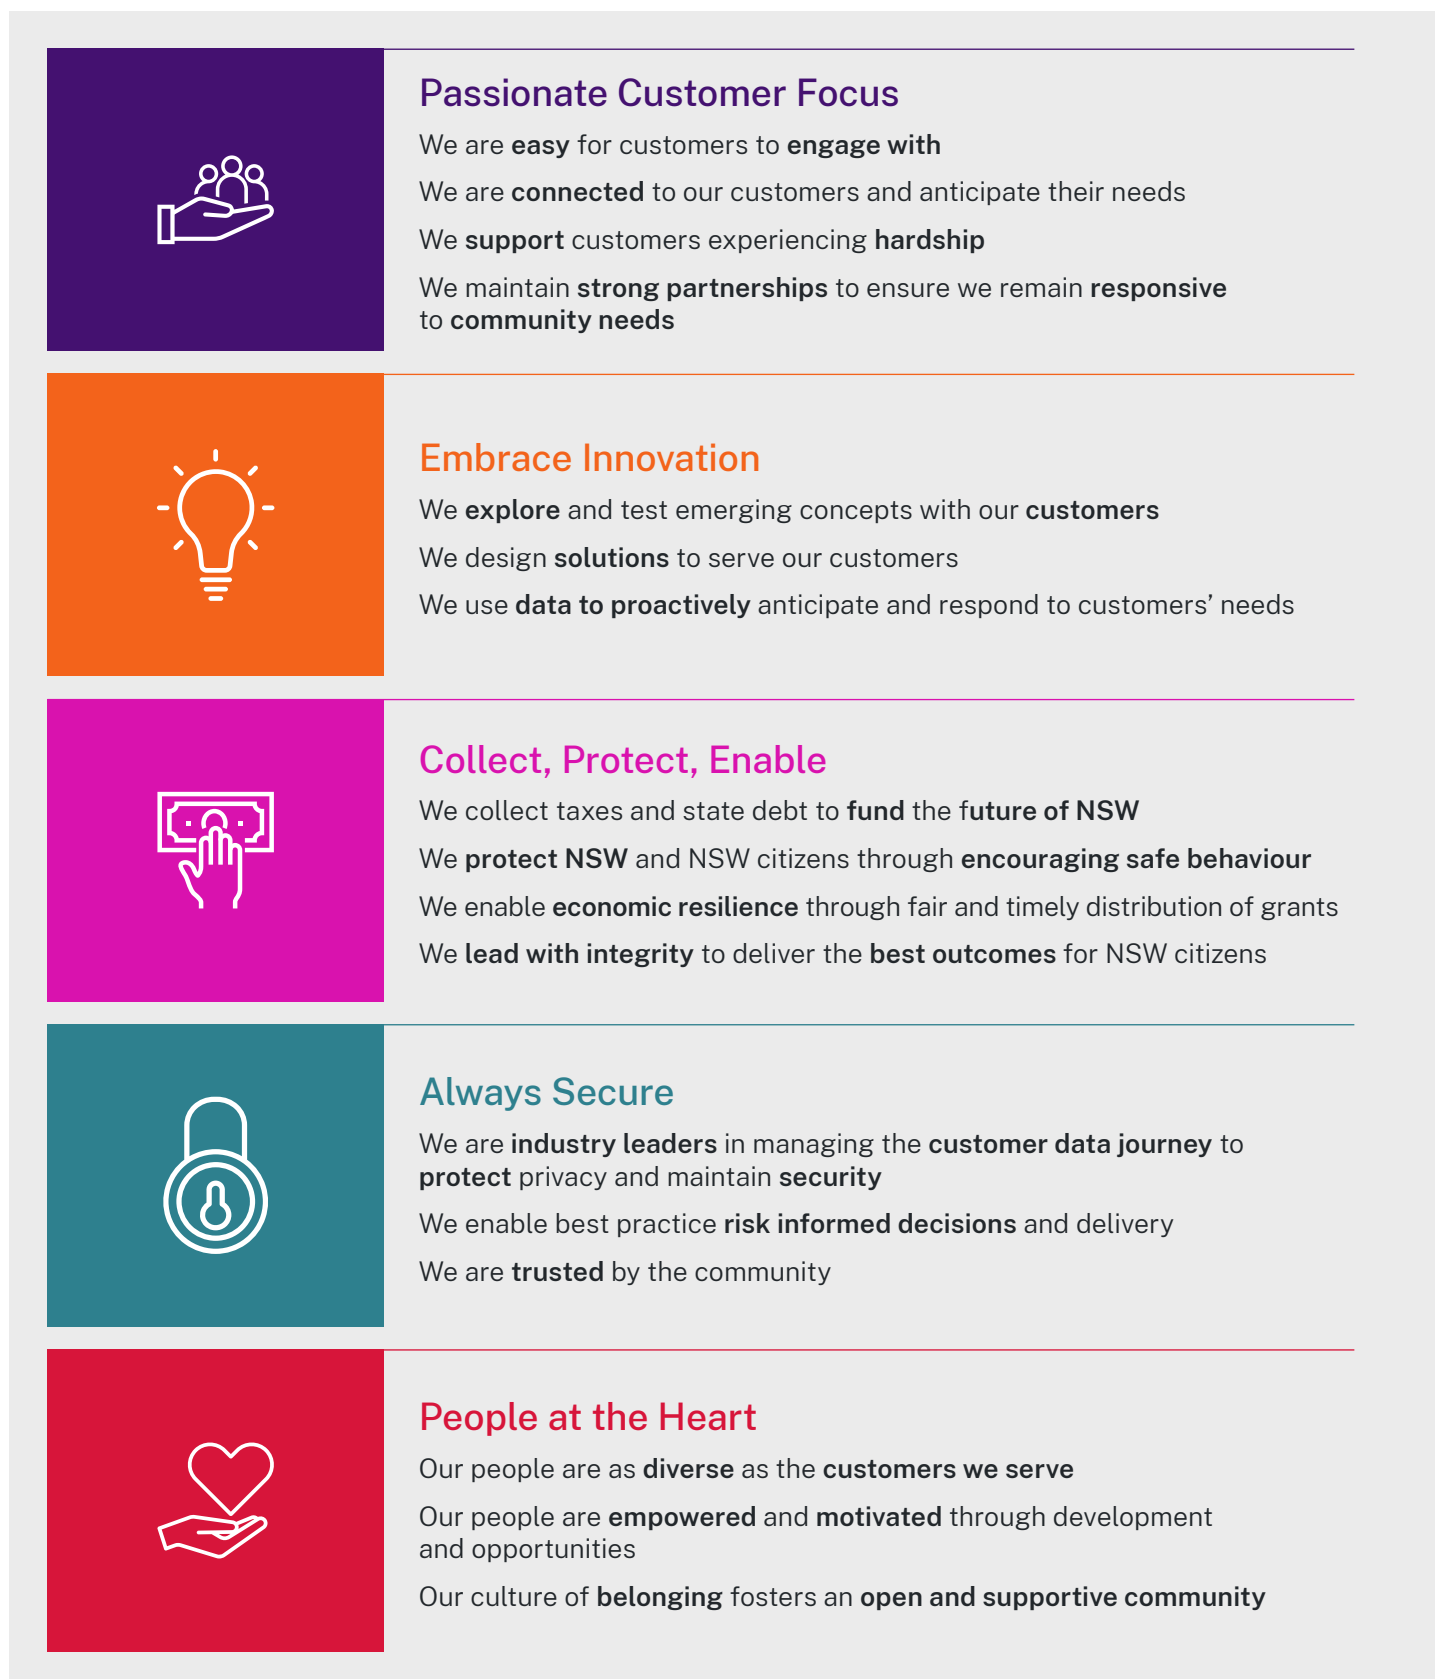 Passionate Customer Focus
We are easy for customers to engage with
We are connected to our customers and anticipate their needs
We support customers experiencing hardship
We maintain strong partnerships to ensure we remain responsive
to community needs
Embrace Innovation
We explore and test emerging concepts with our customers
We design solutions to serve our customers
We use data to proactively anticipate and respond to customers’ needs
Collect, Protect, Enable
We collect taxes and state debt to fund the future of NSW
We protect NSW and NSW citizens through encouraging safe behaviour
We enable economic resilience through fair and timely distribution of grants
We lead with integrity to deliver the best outcomes for NSW citizens
Always Secure
We are industry leaders in managing the customer data journey to
protect privacy and maintain security
We enable best practice risk informed decisions and delivery
We are trusted by the community
People at the Heart
Our people are as diverse as the customers we serve
Our people are empowered and motivated through development
and opportunities
Our culture of belonging fosters an open and supportive community